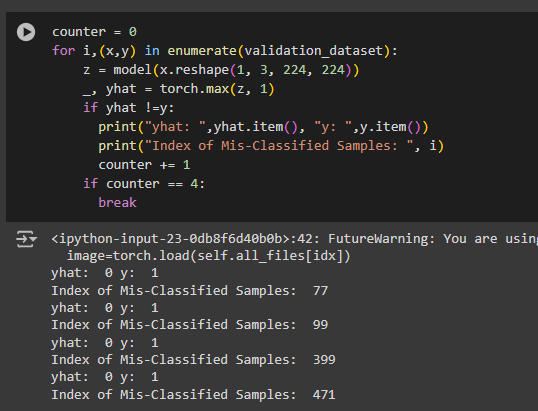 counter = 0
for i,(x,y) in enumerate(validation_dataset):
    z = model(x.reshape(1, 3, 224, 224))
    _, yhat = torch.max(z, 1)
    if yhat !=y:
      print("yhat: ",yhat.item(), "y: ",y.item())
      print("Index of Mis-Classified Samples: ", i)
      counter += 1
    if counter == 4:
      break
<ipython-input-23-0db8f6d40b0b>:42: FutureWarning: You are using
  image=torch.load(self.all_files[idx])
yhat:  0 y:  1
Index of Mis-Classified Samples:  77
yhat:  0 y:  1
Index of Mis-Classified Samples:  99
yhat:  0 y:  1
Index of Mis-Classified Samples:  399
yhat:  0 y:  1
Index of Mis-Classified Samples:  471